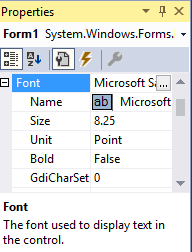 Properties
Form1 System.Windows.Forms.
Font Microsoft Sa ...
Name ab Microsoft
Size 8.25
Unit Point
Bold False
GdiCharSet 0
Font
The font used to display text in
the control.